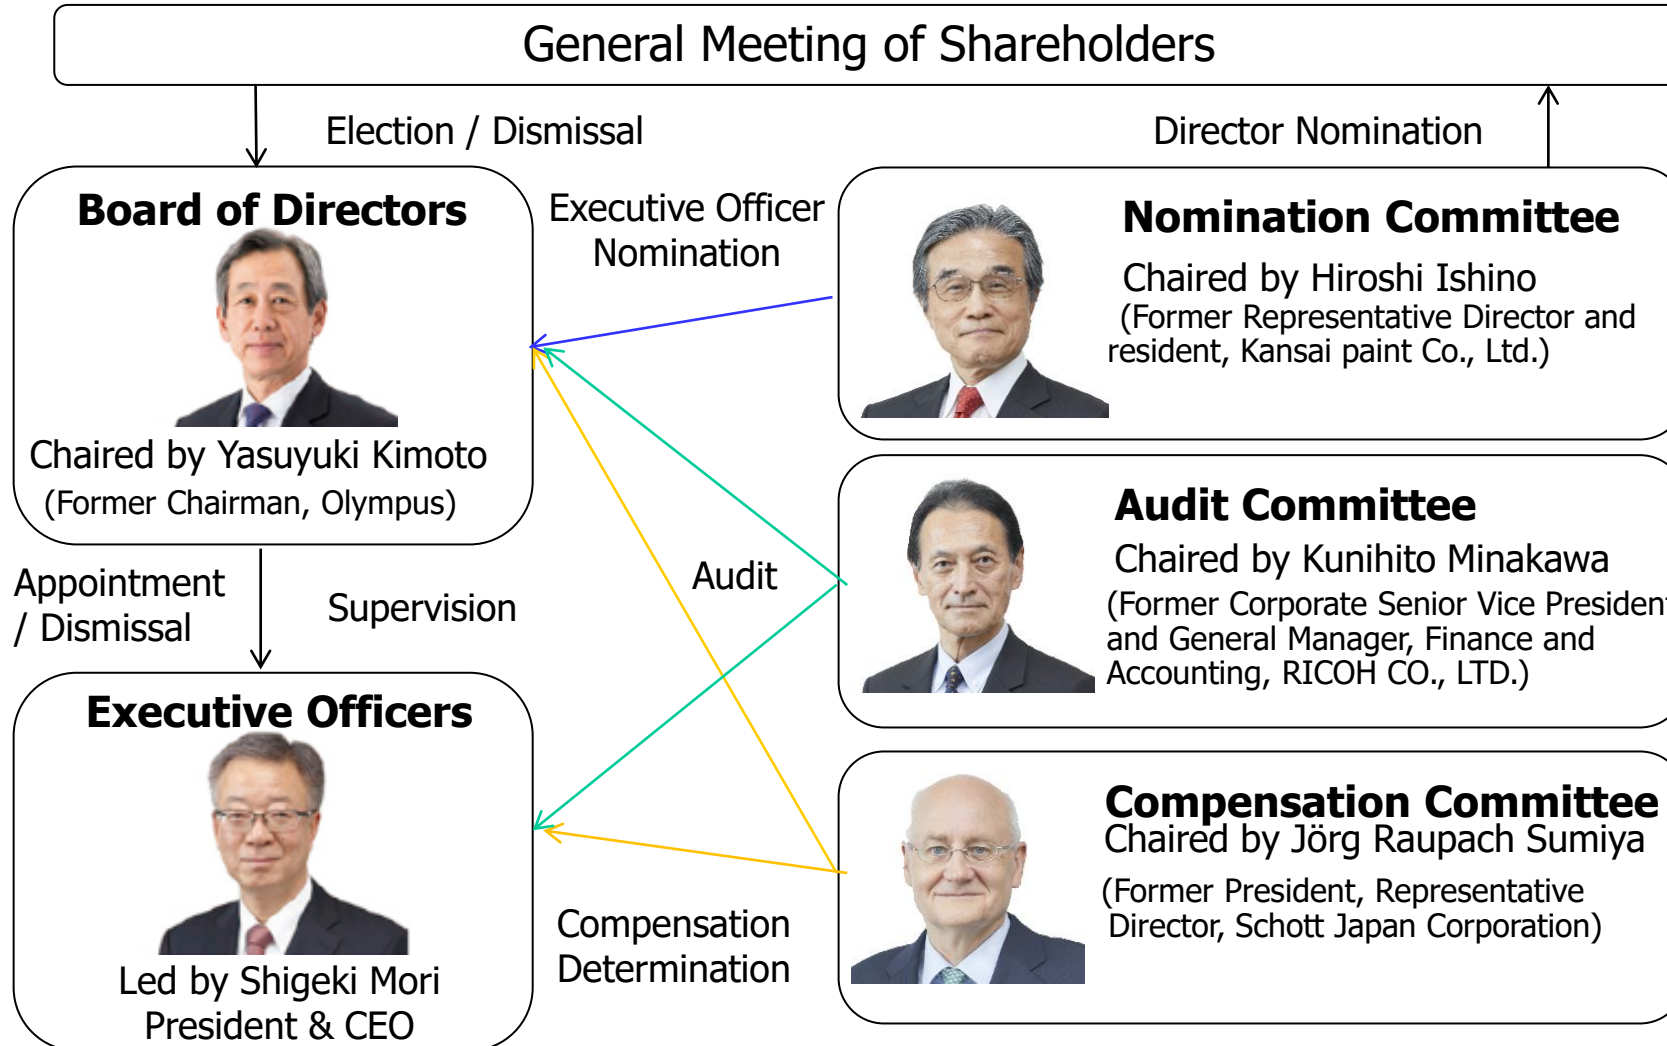 General Meeting of Shareholders
Election / Dismissal
Director Nomination
Board of Directors
Chaired by Yasuyuki Kimoto
(Former Chairman, Olympus)
Executive Officer
Nomination
Nomination Committee
Chaired by Hiroshi Ishino
(Former Representative Director and
resident, Kansai paint Co., Ltd.)
Audit Committee
Chaired by Kunihito Minakawa
(Former Corporate Senior Vice President
and General Manager, Finance and
Accounting, RICOH CO., LTD.)
Audit
Appointment
/ Dismissal
Supervision
Executive Officers
Led by Shigeki Mori
President & CEO
Compensation
Determination
Compensation Committee
Chaired by Jörg Raupach Sumiya
(Former President, Representative
Director, Schott Japan Corporation)